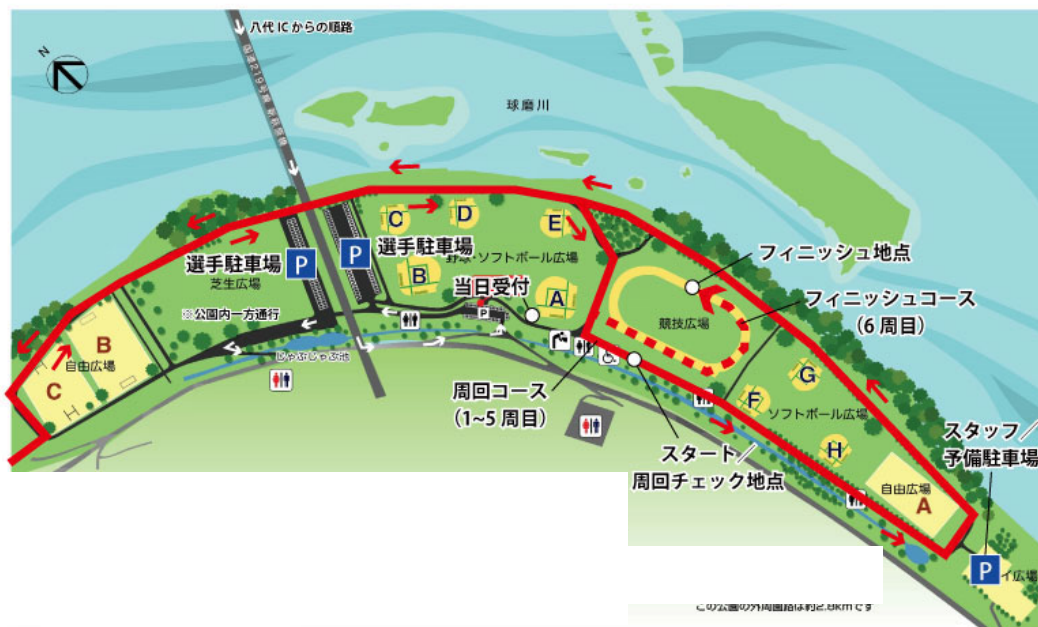 八代ICからの順路
N
球磨川
C
D
E
選手駐車場
P
P
選手駐車場
B
野球・ソフトボール広場
A
芝生広場
当日受付
P
※公園内一方通行
フィニッシュ地点
フィニッシュコース
(6周目)
競技広場
B
自由広場
C
じゃぶじゃぶ池
周回コース
(1~5周目)
G
F
ソフトボール広場
H
スタート/
周回チェック地点
スタッフ/
予備駐車場
自由広場
A
P
イ広場
この公園の外周園路は約2.8kmです